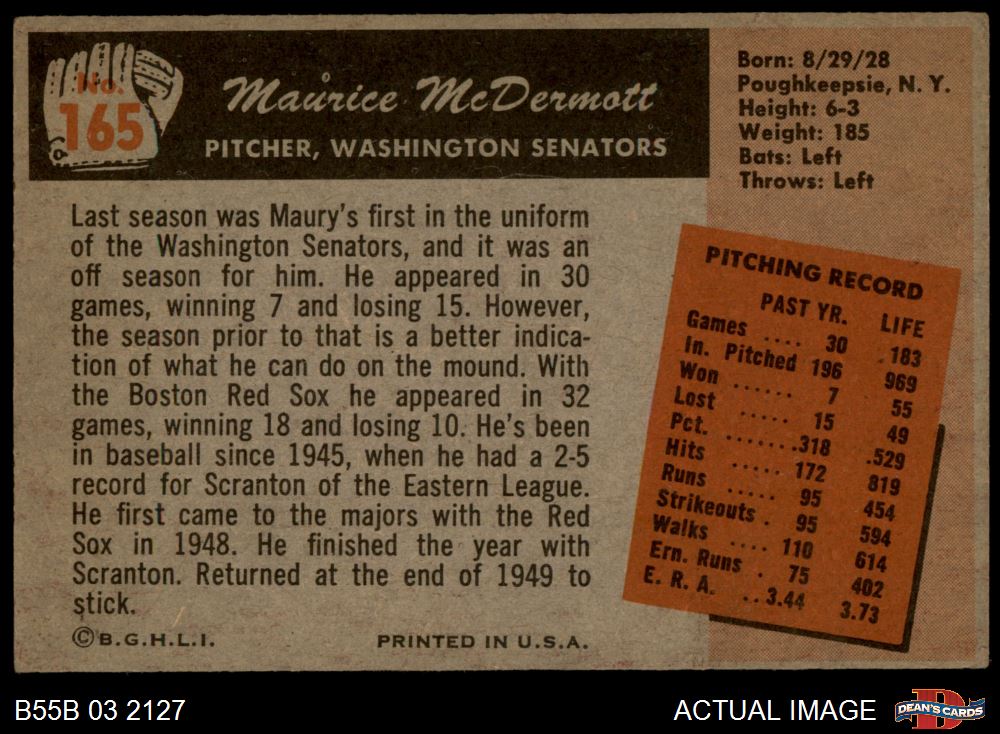 No.
165
Maurice McDermott
PITCHER, WASHINGTON SENATORS
Born: 8/29/28
Poughkeepsie, N. Y.
Height: 6-3
Weight: 185
Bats: Left
Throws: Left
Last season was Maury's first in the uniform
of the Washington Senators, and it was an
off season for him. He appeared in 30
games, winning 7 and losing 15. However,
the season prior to that is a better indica-
tion of what he can do on the mound. With
the Boston Red Sox he appeared in 32
games, winning 18 and losing 10. He's been
in baseball since 1945, when he had a 2-5
record for Scranton of the Eastern League.
He first came to the majors with the Red
Sox in 1948. He finished the year with
Scranton. Returned at the end of 1949 to
stick.
PITCHING RECORD
PAST YR. LIFE
Games .... 30 183
In. Pitched 196 969
Won ...... 7 55
Lost ..... 15 49
Pct. .......318 .529
Hits ..... 172 819
Runs ..... 95 454
Strikeouts . 95 594
Walks .... 110 614
Ern. Runs . 75 402
E. R. A. ..3.44 3.73
©B.G.H.L.I. PRINTED IN U.S.A.
B55B 03 2127
ACTUAL IMAGE
DEAN'S CARDS